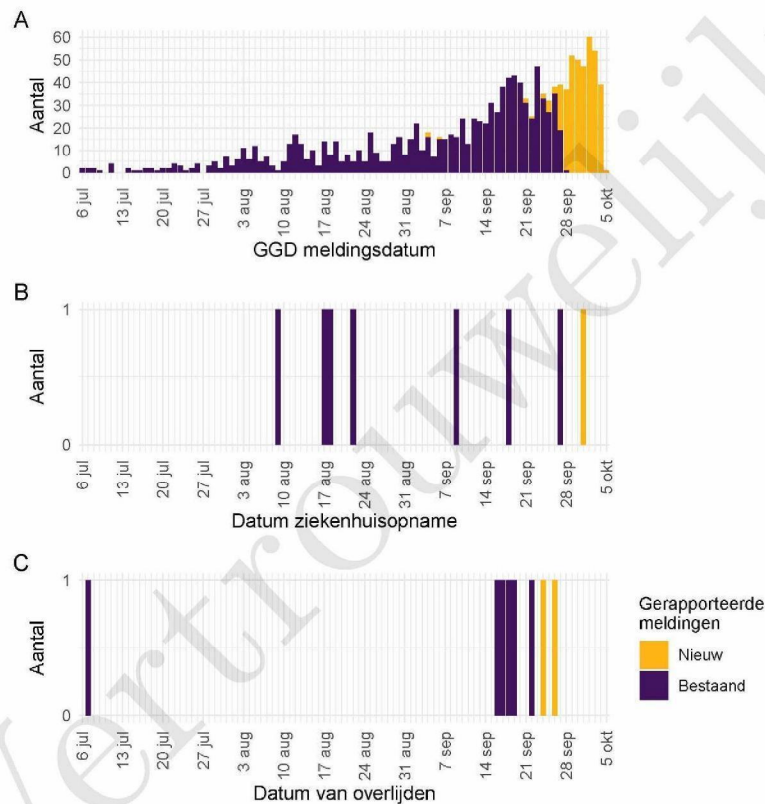 A
Aantal
60
50
40
30
20
10
0
6 jul
13 jul
20 jul
27 jul
3 aug
10 aug
17 aug
24 aug
31 aug
7 sep
14 sep
21 sep
28 sep
5 okt
GGD meldingsdatum
B
Aantal
1
0
6 jul
13 jul
20 jul
27 jul
3 aug
10 aug
17 aug
24 aug
31 aug
7 sep
14 sep
21 sep
28 sep
5 okt
Datum ziekenhuisopname
C
Aantal
1
0
6 jul
13 jul
20 jul
27 jul
3 aug
10 aug
17 aug
24 aug
31 aug
7 sep
14 sep
21 sep
28 sep
5 okt
Datum van overlijden
Gerapporteerde
meldingen
Nieuw
Bestaand